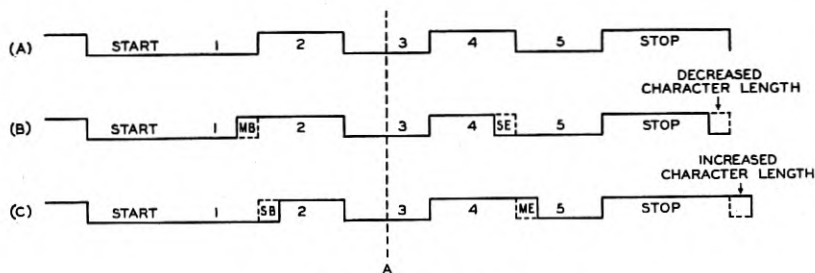 (A) START 1 2 3 4 5 STOP
DECREASED
CHARACTER LENGTH
(B) START 1 MB 2 3 4 SE 5 STOP
INCREASED
CHARACTER LENGTH
(C) START 1 SB 2 3 4 ME 5 STOP
A